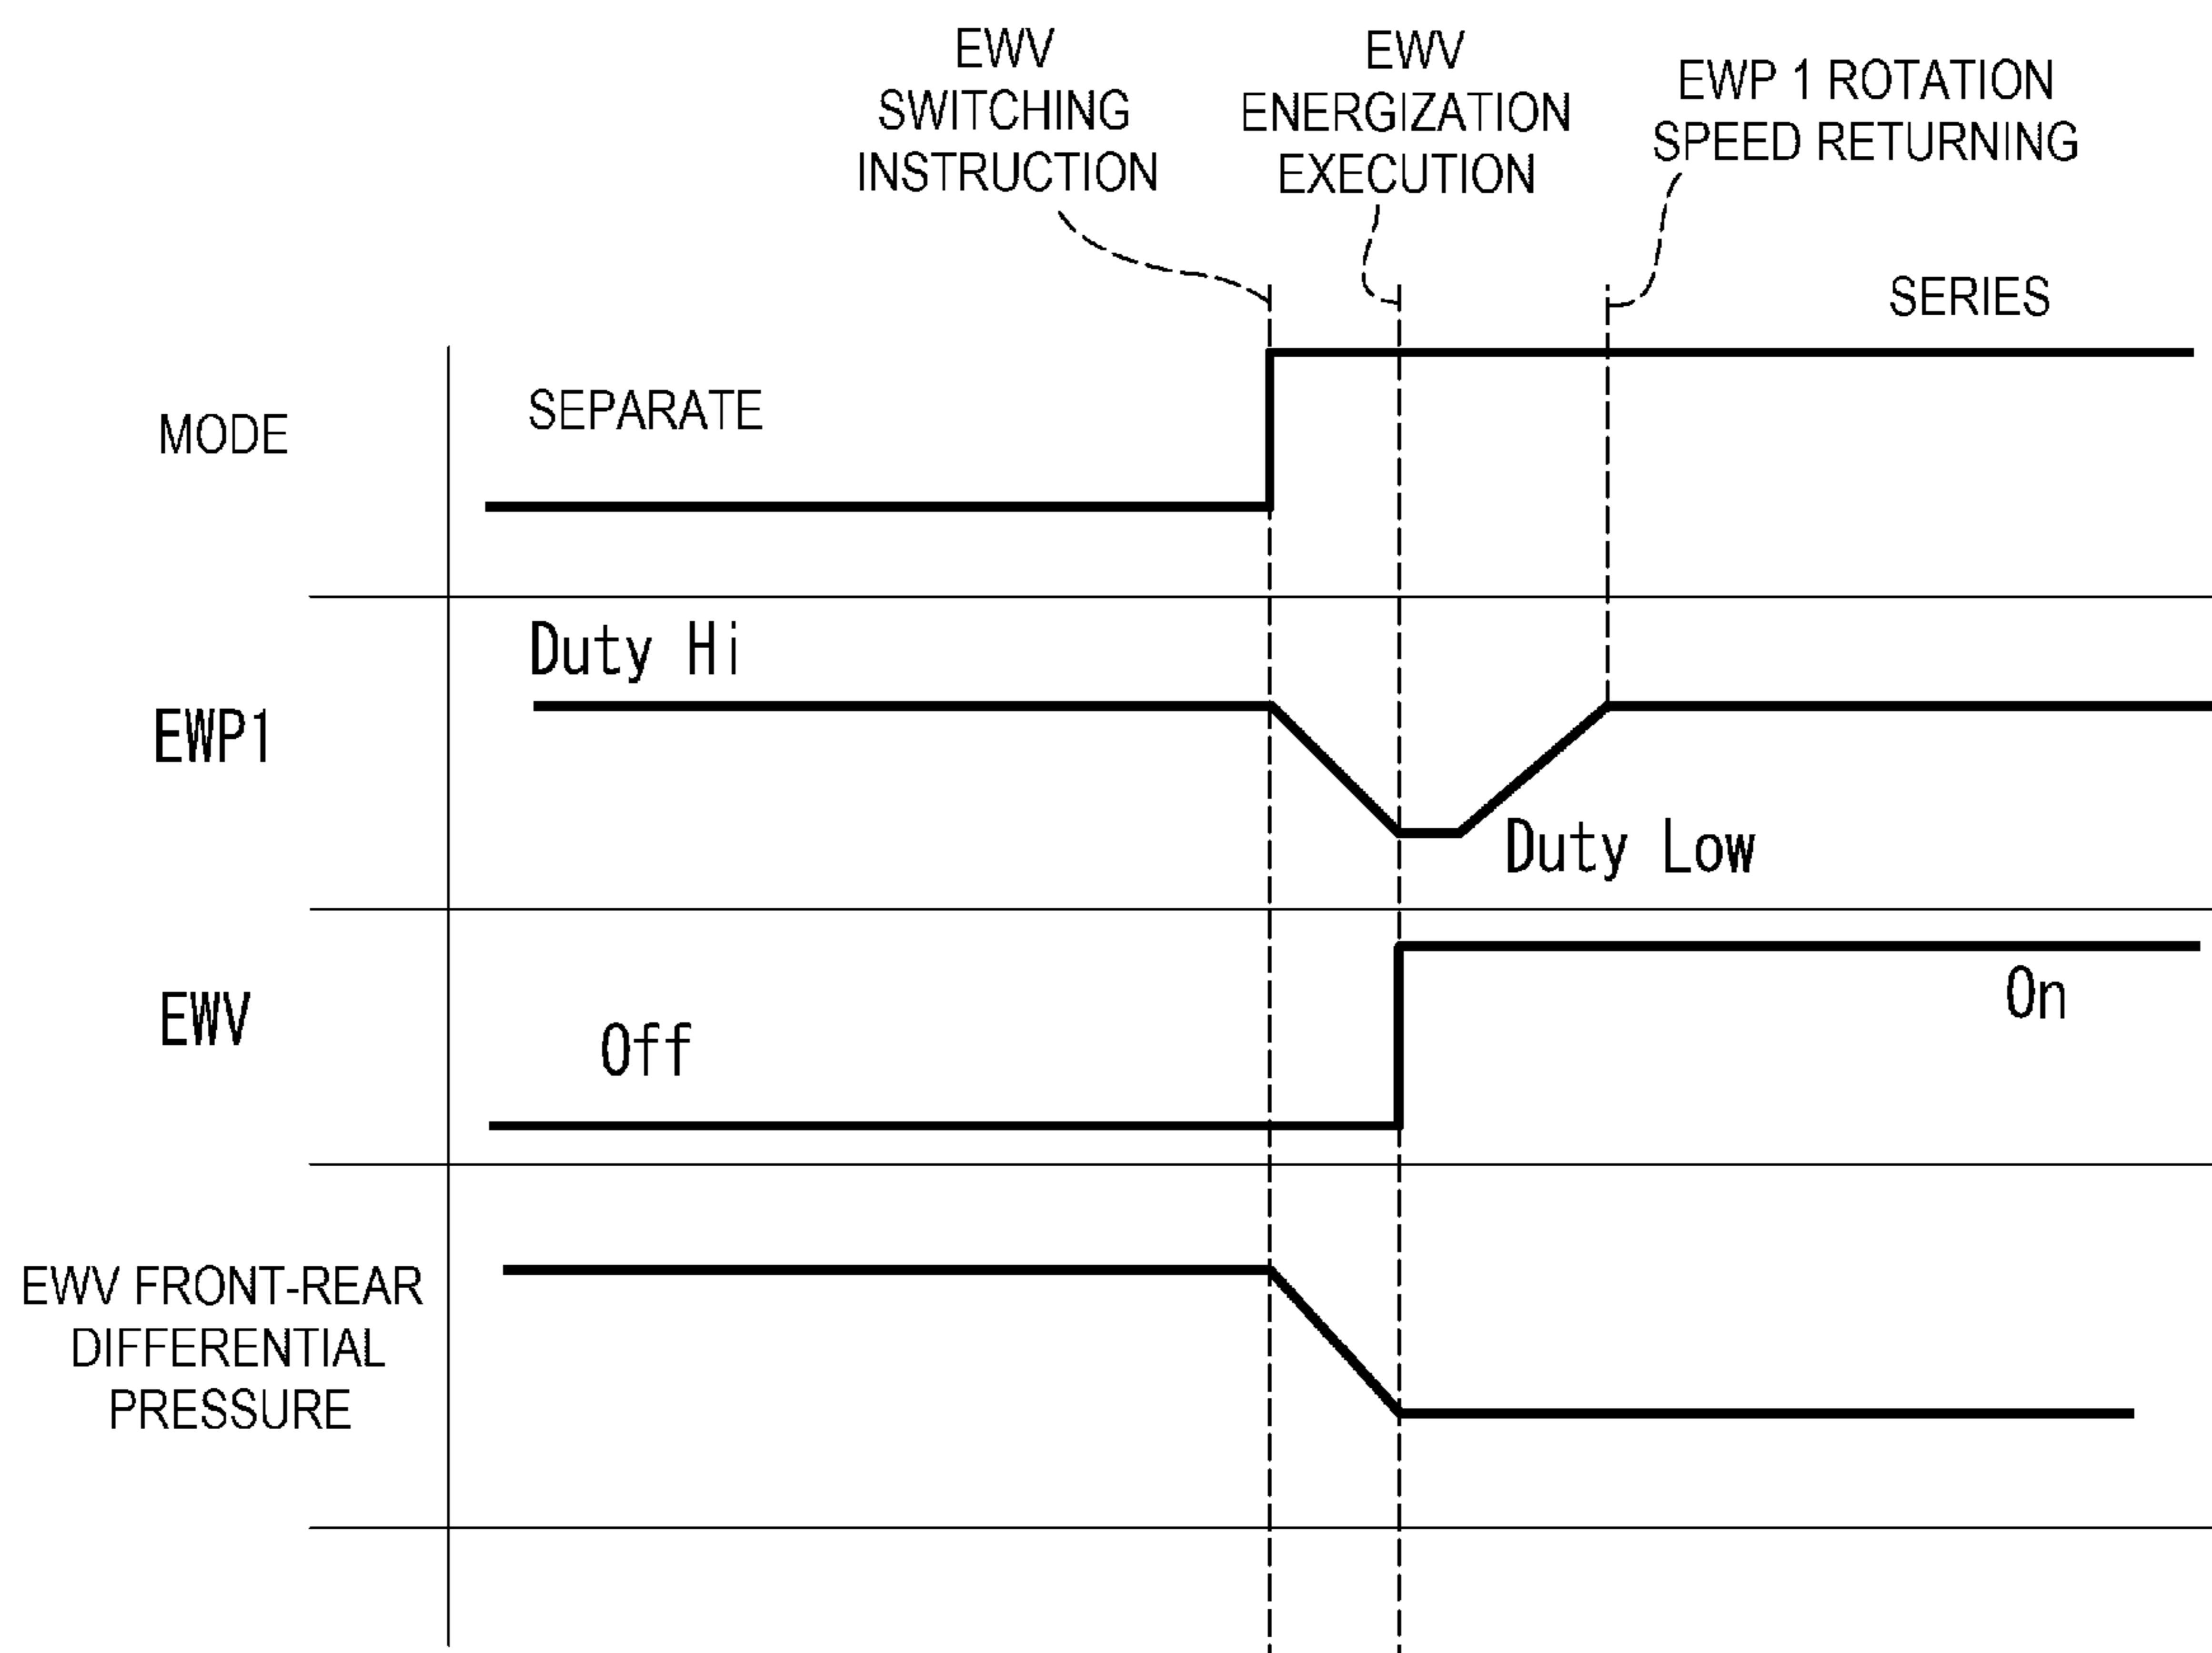 EWV
SWITCHING
INSTRUCTION
EWV
ENERGIZATION
EXECUTION
EWP 1 ROTATION
SPEED RETURNING
SERIES
MODE
SEPARATE
Duty Hi
EWP1
Duty Low
EWV
On
Off
EWV FRONT-REAR
DIFFERENTIAL
PRESSURE